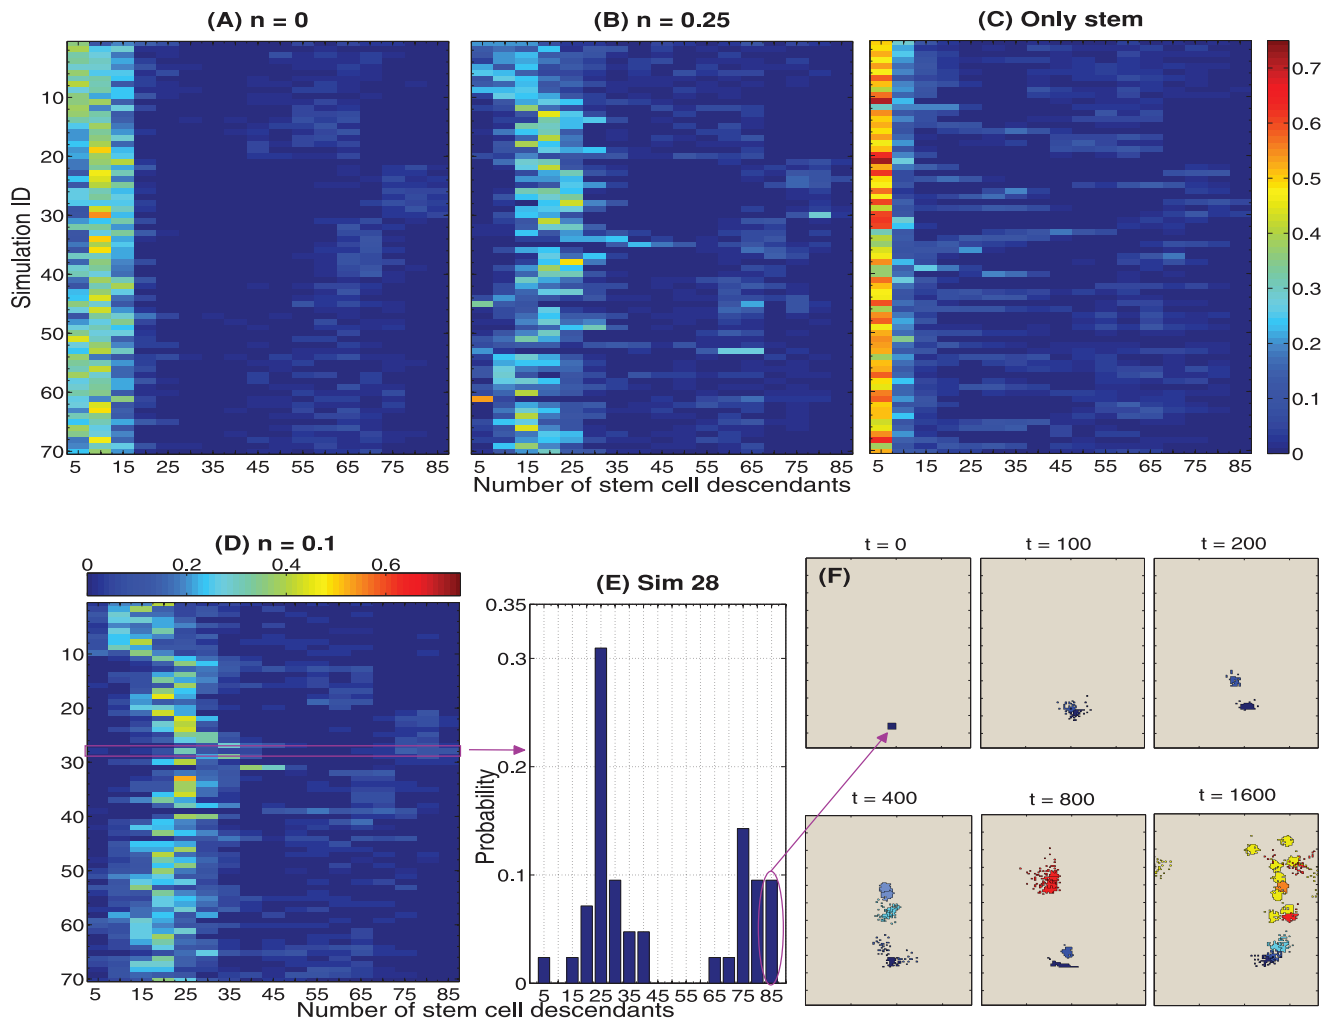 (A) n = 0
(B) n = 0.25
(C) Only stem
Simulation ID
10
20
30
40
50
60
70
5 15 25 35 45 55 65 75 85
5 15 25 35 45 55 65 75 85
5 15 25 35 45 55 65 75 85
Number of stem cell descendants
0.7
0.6
0.5
0.4
0.3
0.2
0.1
0
(D) n = 0.1
0 0.2 0.4 0.6
10
20
30
40
50
60
70
5 15 25 35 45 55 65 75 85
(E) Sim 28
Probability
0.35
0.3
0.2
0.1
0
5 15 25 35 45 55 65 75 85
Number of stem cell descendants
(F)
t = 0
t = 100
t = 200
t = 400
t = 800
t = 1600